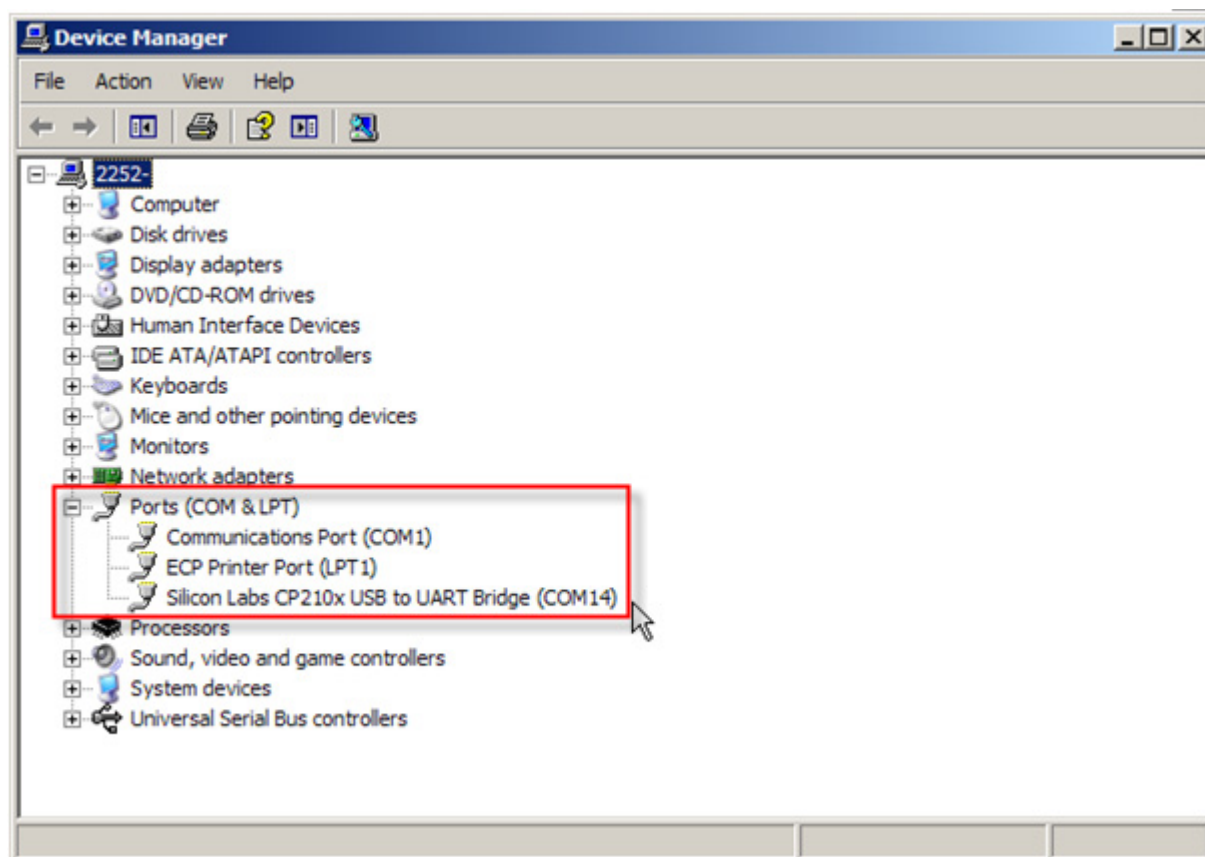 Device Manager
File Action View Help
2252-
Computer
Disk drives
Display adapters
DVD/CD-ROM drives
Human Interface Devices
IDE ATA/ATAPI controllers
Keyboards
Mice and other pointing devices
Monitors
Network adapters
Ports (COM & LPT)
Communications Port (COM1)
ECP Printer Port (LPT1)
Silicon Labs CP210x USB to UART Bridge (COM14)
Processors
Sound, video and game controllers
System devices
Universal Serial Bus controllers